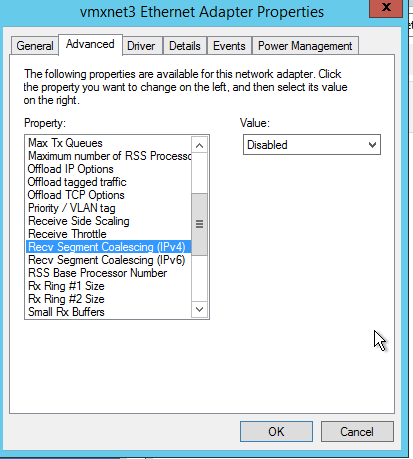 vmxnet3 Ethernet Adapter Properties
x
General Advanced Driver Details Events Power Management
The following properties are available for this network adapter. Click
the property you want to change on the left, and then select its value
on the right.
Property:
Value:
Max Tx Queues
Maximum number of RSS Processo
Offload IP Options
Offload tagged traffic
Offload TCP Options
Priority / VLAN tag
Receive Side Scaling
Receive Throttle
Recv Segment Coalescing (IPv4)
Recv Segment Coalescing (IPv6)
RSS Base Processor Number
Rx Ring #1 Size
Rx Ring #2 Size
Small Rx Buffers
Disabled
OK Cancel